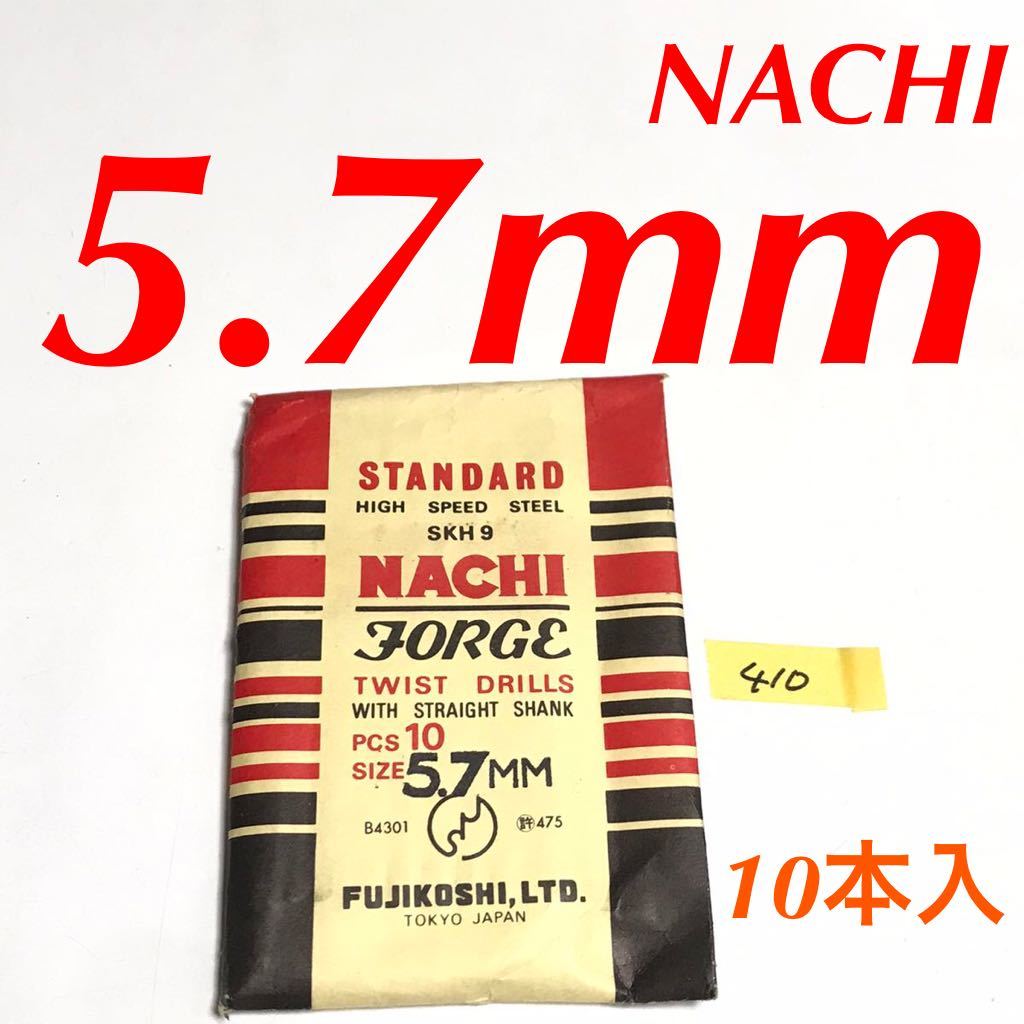 NACHI
5.7mm
STANDARD
HIGH SPEED STEEL
SKH 9
NACHI
FORGE
TWIST DRILLS
WITH STRAIGHT SHANK
PCS 10
SIZE 5.7MM
B4301 許475
FUJIKOSHI, LTD.
TOKYO JAPAN
410
10本入